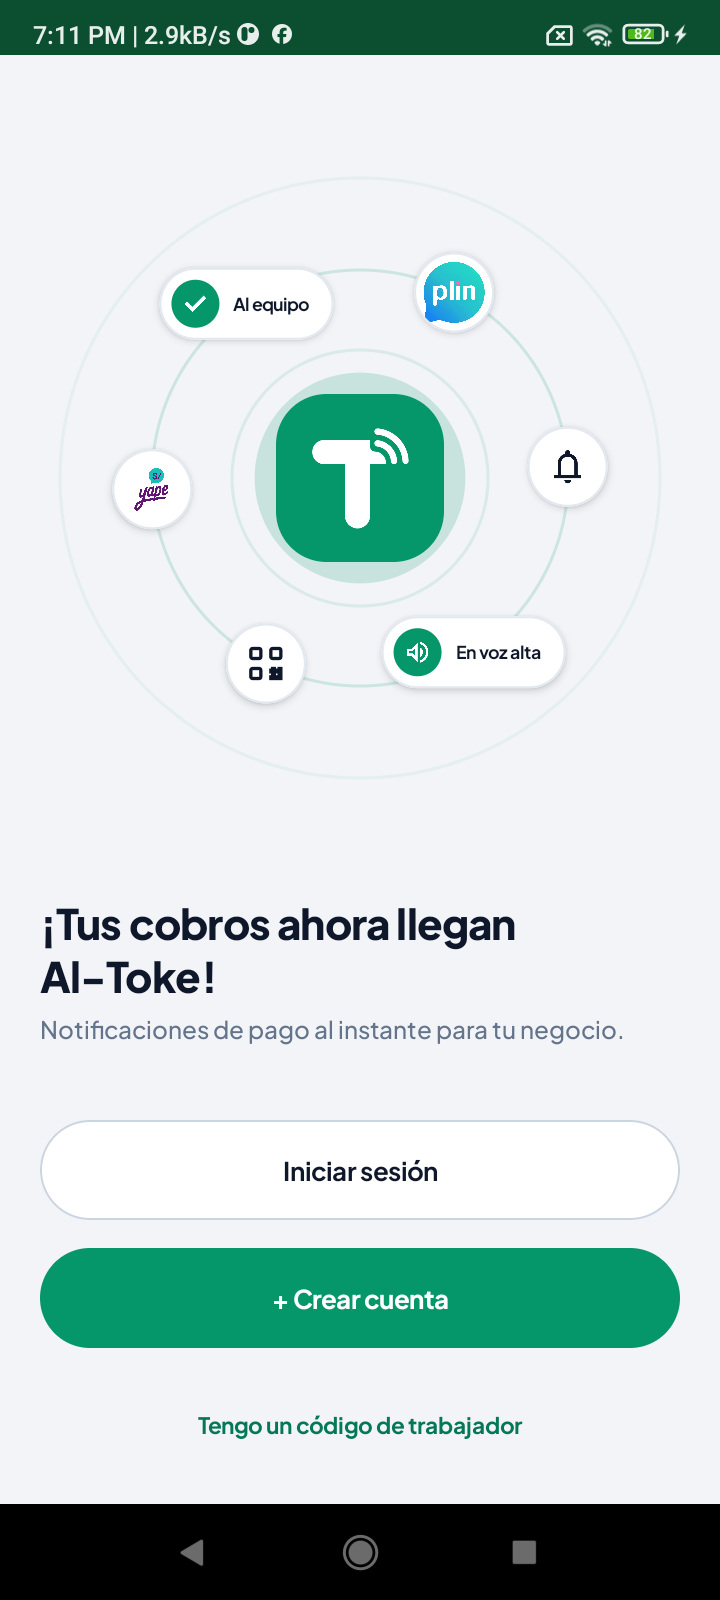 7:11 PM | 2.9kB/s
82
Al equipo
plin
S/
yape
En voz alta
¡Tus cobros ahora llegan
Al-Toke!
Notificaciones de pago al instante para tu negocio.
Iniciar sesión
+ Crear cuenta
Tengo un código de trabajador